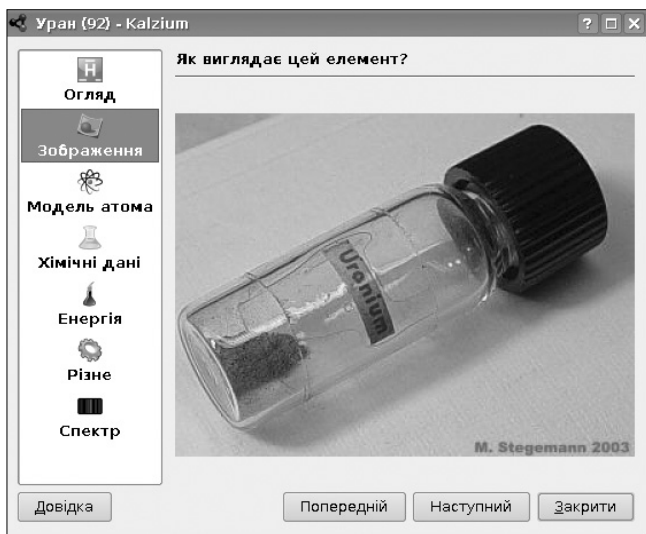 Уран (92) - Kalzium
Як виглядає цей елемент?
H
Огляд
Зображення
Модель атома
Хімічні дані
Енергія
Різне
Спектр
Uronium
M. Stegemann 2003
Довідка
Попередній
Наступний
Закрити